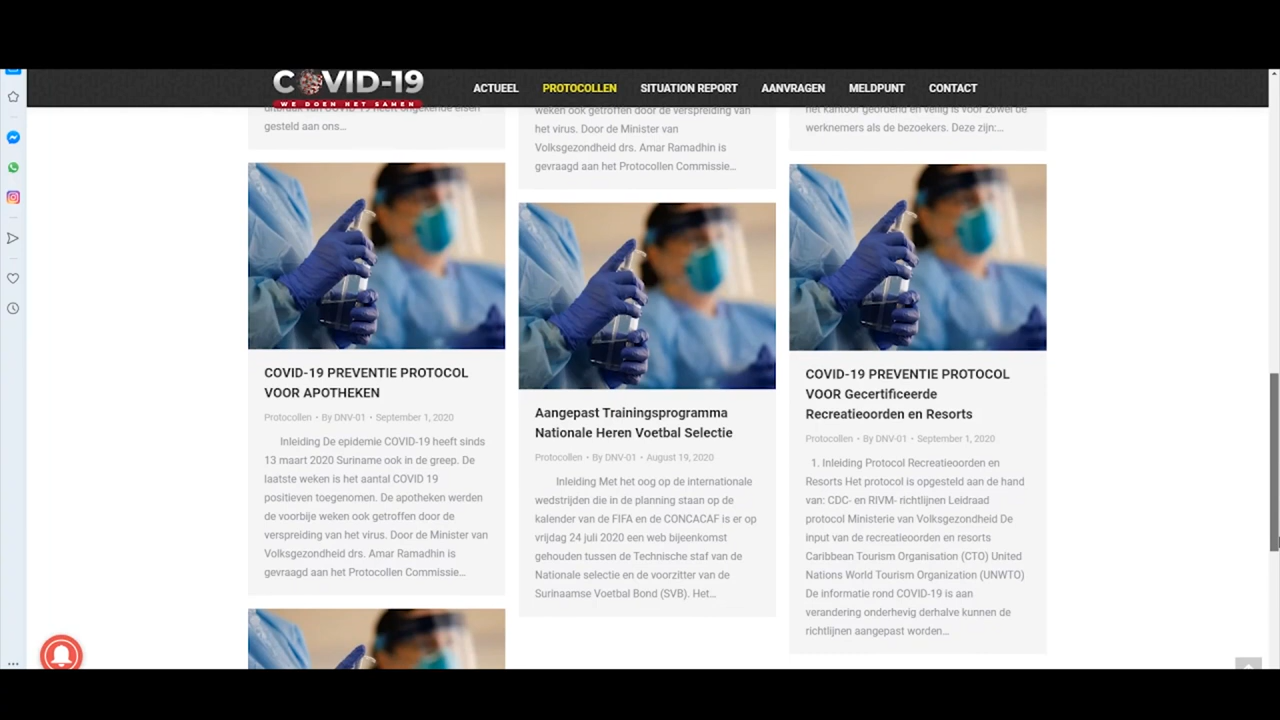 COVID-19
WE DOEN HET SAMEN
ACTUEEL
PROTOCOLLEN
SITUATION REPORT
AANVRAGEN
MELDPUNT
CONTACT
gesteld aan ons...
weken ook getroffen door de verspreiding van
het virus. Door de Minister van
Volksgezondheid drs. Amar Ramadhin is
gevraagd aan het Protocollen Commissie...
het kantoor geordend en veilig is voor zowel de
werknemers als de bezoekers. Deze zijn:...
COVID-19 PREVENTIE PROTOCOL
VOOR APOTHEKEN
Protocollen • By DNV-01 • September 1, 2020
Inleiding De epidemie COVID-19 heeft sinds
13 maart 2020 Suriname ook in de greep. De
laatste weken is het aantal COVID 19
positieven toegenomen. De apotheken werden
de voorbije weken ook getroffen door de
verspreiding van het virus. Door de Minister van
Volksgezondheid drs. Amar Ramadhin is
gevraagd aan het Protocollen Commissie...
Aangepast Trainingsprogramma
Nationale Heren Voetbal Selectie
Protocollen • By DNV-01 • August 19, 2020
Inleiding Met het oog op de internationale
wedstrijden die in de planning staan op de
kalender van de FIFA en de CONCACAF is er op
vrijdag 24 juli 2020 een web bijeenkomst
gehouden tussen de Technische staf van de
Nationale selectie en de voorzitter van de
Surinaamse Voetbal Bond (SVB). Het...
COVID-19 PREVENTIE PROTOCOL
VOOR Gecertificeerde
Recreatieoorden en Resorts
Protocollen • By DNV-01 • September 1, 2020
1. Inleiding Protocol Recreatieoorden en
Resorts Het protocol is opgesteld aan de hand
van: CDC- en RIVM- richtlijnen Leidraad
protocol Ministerie van Volksgezondheid De
input van de recreatieoorden en resorts
Caribbean Tourism Organisation (CTO) United
Nations World Tourism Organization (UNWTO)
De informatie rond COVID-19 is aan
verandering onderhevig derhalve kunnen de
richtlijnen aangepast worden...